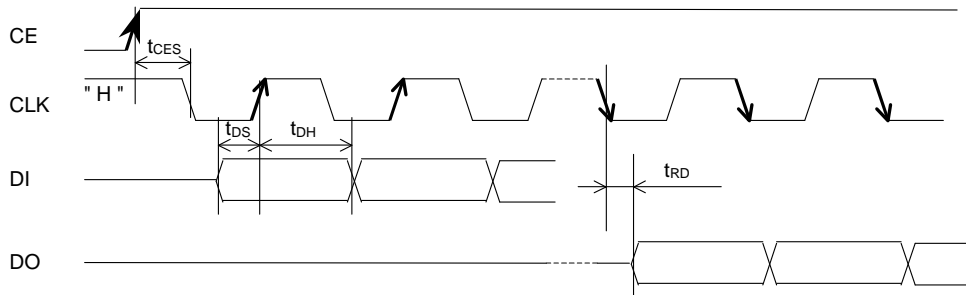 CE
tCES
" H "
CLK
tDS
tDH
DI
tRD
DO